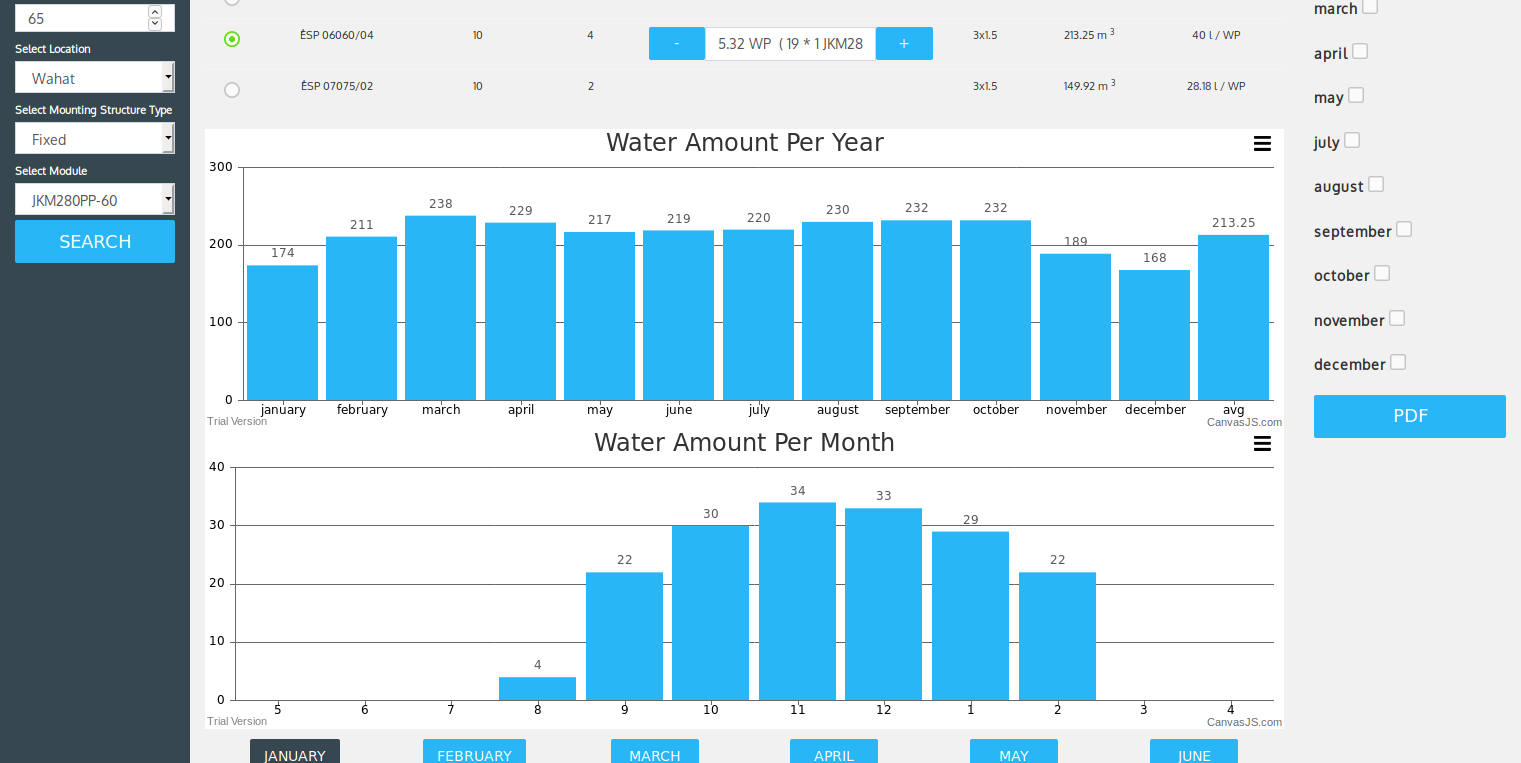 65
Select Location
Wahat
Select Mounting Structure Type
Fixed
Select Module
JKM280PP-60
SEARCH
ĖSP 06060/04 10 4 - 5.32 WP ( 19 * 1 JKM28 + 3x1.5 213.25 m 3 40 l / WP
ĖSP 07075/02 10 2 3x1.5 149.92 m 3 28.18 l / WP
Water Amount Per Year
300
200
100
0
174 211 238 229 217 219 220 230 232 232 189 168 213.25
january february march april may june july august september october november december avg
Trial Version CanvasJS.com
Water Amount Per Month
40
30
20
10
0
4 22 30 34 33 29 22
5 6 7 8 9 10 11 12 1 2 3 4
Trial Version CanvasJS.com
JANUARY FEBRUARY MARCH APRIL MAY JUNE
march
april
may
july
august
september
october
november
december
PDF